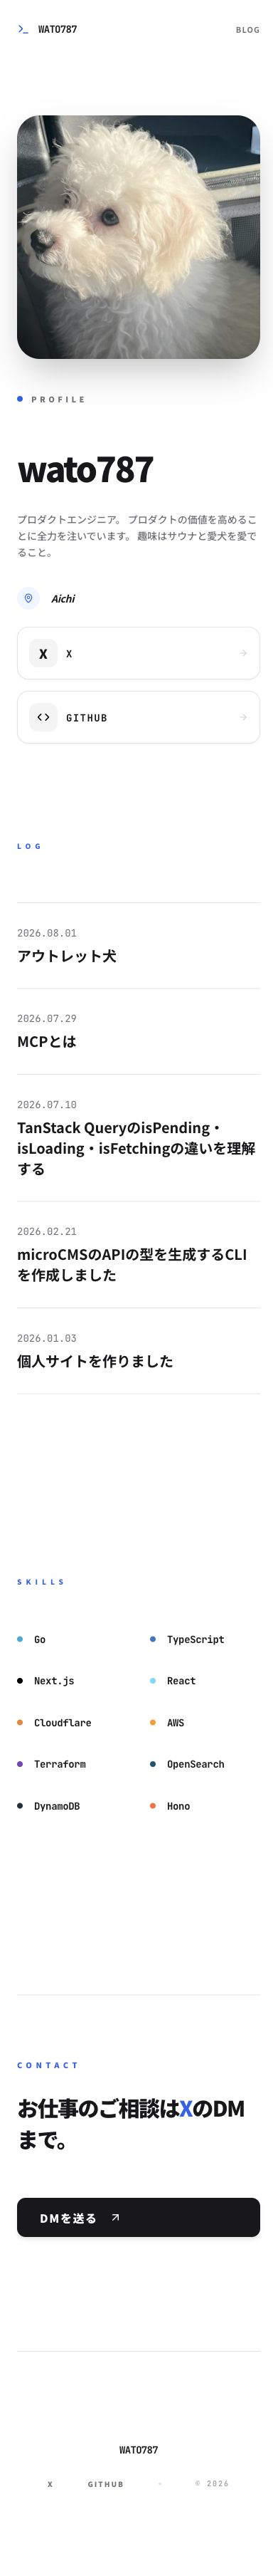 WATO787
BLOG
PROFILE
wato787
プロダクトエンジニア。 プロダクトの価値を高めるこ
とに全力を注いでいます。 趣味はサウナと愛犬を愛で
ること。
Aichi
X X
GITHUB
LOG
2026.08.01
アウトレット犬
2026.07.29
MCPとは
2026.07.10
TanStack QueryのisPending・
isLoading・isFetchingの違いを理解
する
2026.02.21
microCMSのAPIの型を生成するCLI
を作成しました
2026.01.03
個人サイトを作りました
SKILLS
Go
TypeScript
Next.js
React
Cloudflare
AWS
Terraform
OpenSearch
DynamoDB
Hono
CONTACT
お仕事のご相談はXのDM
まで。
DMを送る
WATO787
X GITHUB © 2026